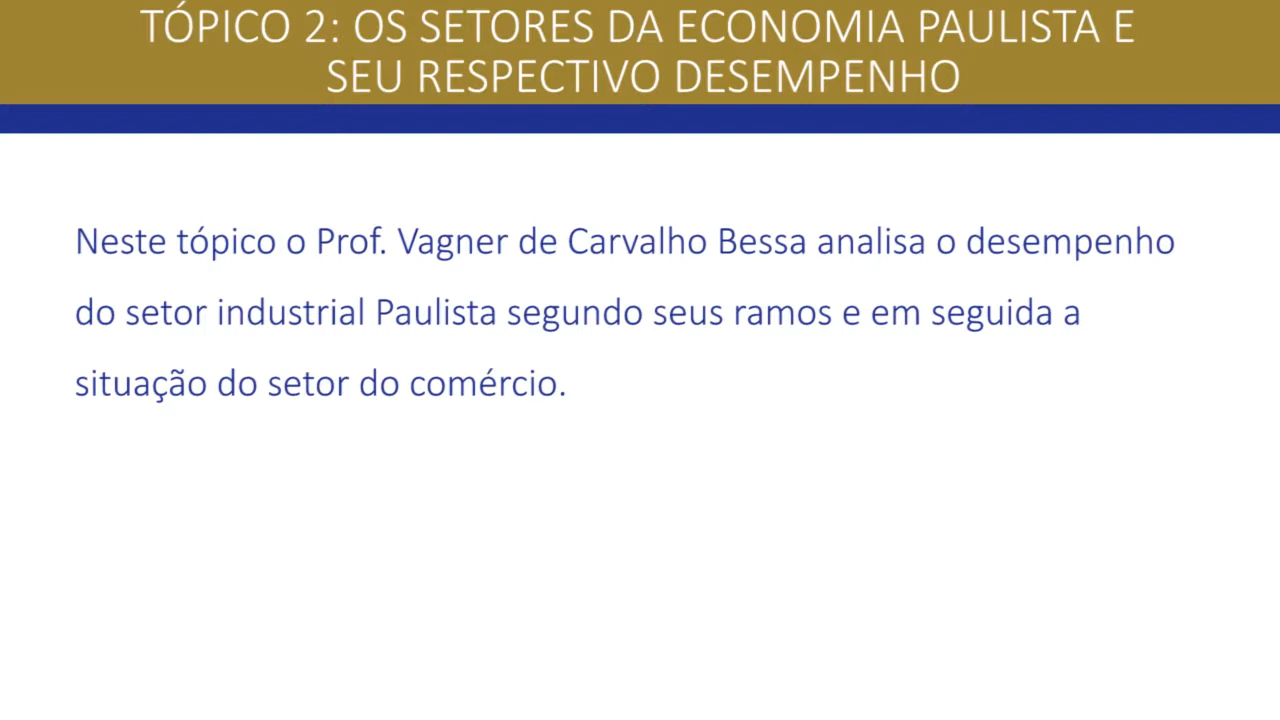 TÓPICO 2: OS SETORES DA ECONOMIA PAULISTA E
SEU RESPECTIVO DESEMPENHO
Neste tópico o Prof. Vagner de Carvalho Bessa analisa o desempenho
do setor industrial Paulista segundo seus ramos e em seguida a
situação do setor do comércio.